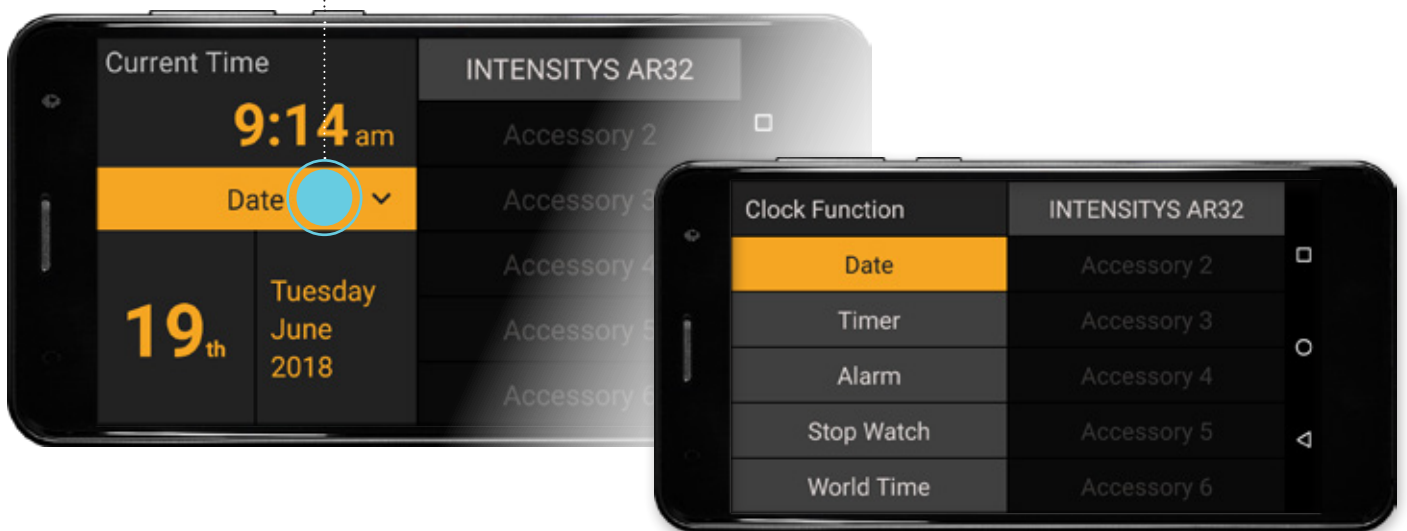 Current Time
9:14 am
Date
19th
Tuesday
June
2018
INTENSITYS AR32
Accessory 2
Accessory 3
Accessory 4
Accessory 5
Accessory 6
Clock Function
Date
Timer
Alarm
Stop Watch
World Time
INTENSITYS AR32
Accessory 2
Accessory 3
Accessory 4
Accessory 5
Accessory 6